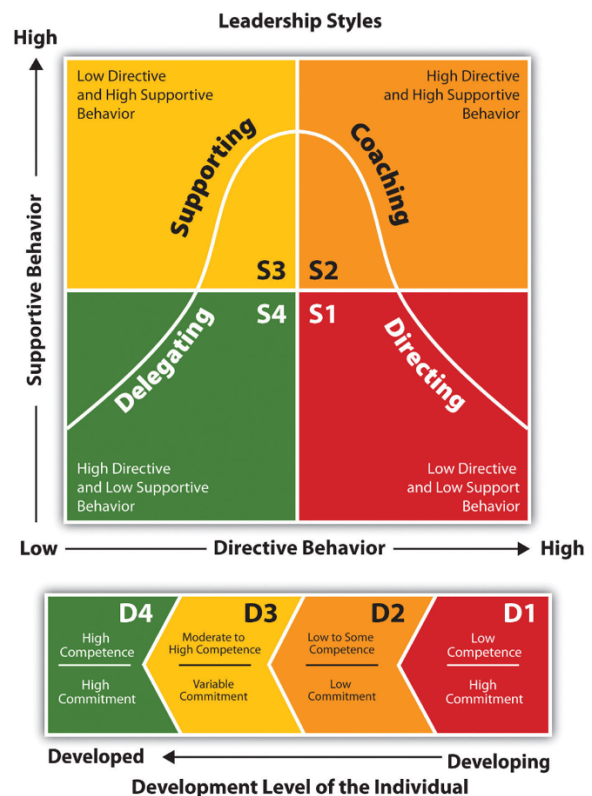 Leadership Styles
High
Low Directive
and High Supportive
Behavior
High Directive
and High Supportive
Behavior
Supporting
Coaching
Supportive Behavior
S3
S2
S4
S1
Delegating
Directing
High Directive
and Low Supportive
Behavior
Low Directive
and Low Support
Behavior
Low
Directive Behavior
High
D4
High
Competence
High
Commitment
D3
Moderate to
High Competence
Variable
Commitment
D2
Low to Some
Competence
Low
Commitment
D1
Low
Competence
High
Commitment
Developed
Developing
Development Level of the Individual